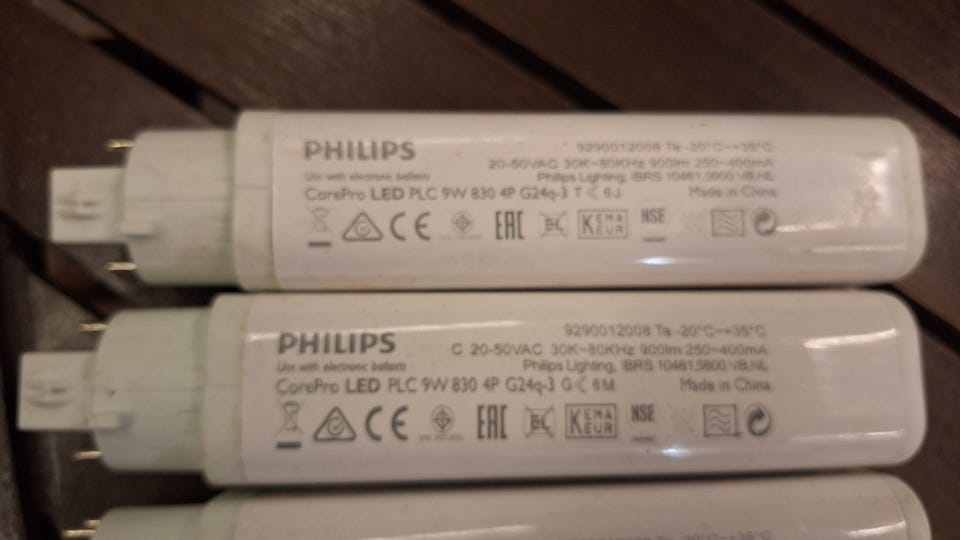 PHILIPS
9290012008 Ta -20°C~+35°C
20-50VAC 30K~80KHz 900lm 250~400mA
Use with electronic ballasts
Philips Lighting, IBRS 10461,5600 VB,NL
CorePro LED PLC 9W 830 4P G24q-3 T < 6J
Made in China
CE EAC KEMA EUR NSF
PHILIPS
9290012008 Ta -20°C~+35°C
C 20-50VAC 30K~80KHz 900lm 250~400mA
Use with electronic ballasts
Philips Lighting, IBRS 10461,5600 VB,NL
CorePro LED PLC 9W 830 4P G24q-3 G < 6M
Made in China
CE EAC KEMA EUR NSF